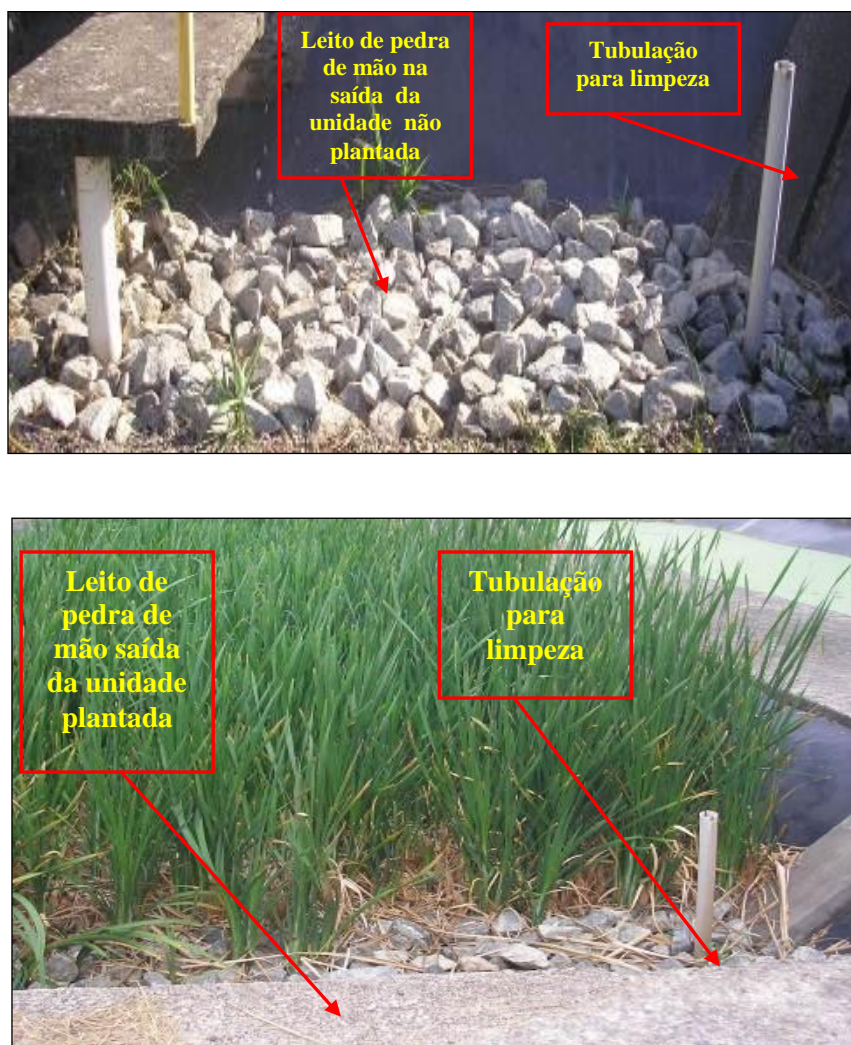 Leito de pedra
de mão na
saída da
unidade não
plantada
Tubulação
para limpeza
Leito de
pedra de
mão saída
da unidade
plantada
Tubulação
para
limpeza